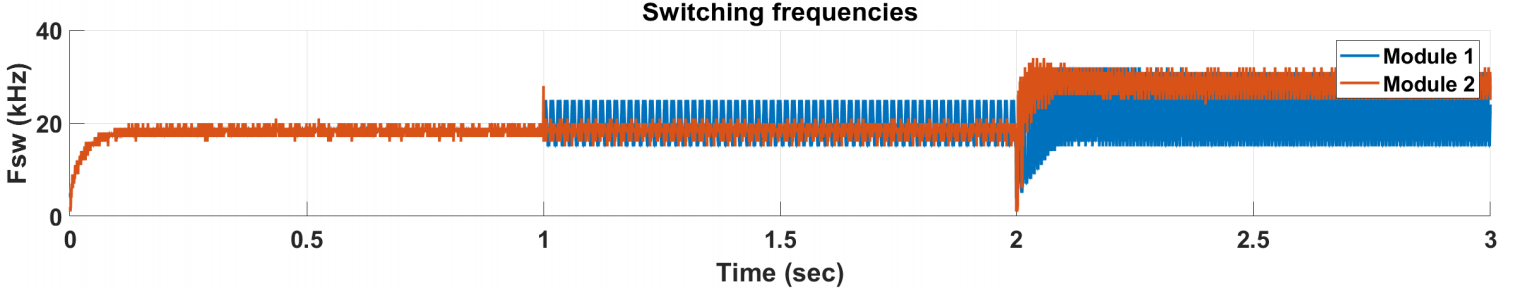 Switching frequencies
40
20
0
Fsw (kHz)
Module 1
Module 2
0 0.5 1 1.5 2 2.5 3
Time (sec)